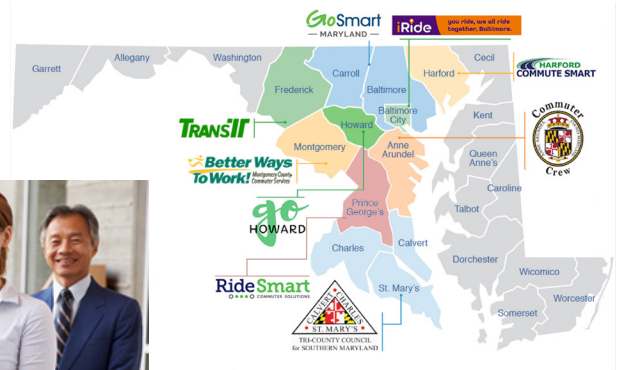 GoSmart
MARYLAND
iRide
you ride, we all ride
together, Baltimore.
Garrett
Allegany
Washington
Frederick
Carroll
Baltimore
Harford
Cecil
HARFORD
COMMUTE SMART
Baltimore
City
Kent
TRANSIT
Howard
Montgomery
Anne
Arundel
Commuter
Crew
Queen
Anne's
Better Ways
To Work!
Montgomery County
Commuter Services
Caroline
go
HOWARD
Prince
George's
Talbot
Charles
Calvert
Dorchester
Wicomico
RideSmart
COMMUTER SOLUTIONS
St. Mary's
Worcester
Somerset
CALVERT
CHARLES
ST. MARY'S
TRI-COUNTY COUNCIL
for SOUTHERN MARYLAND